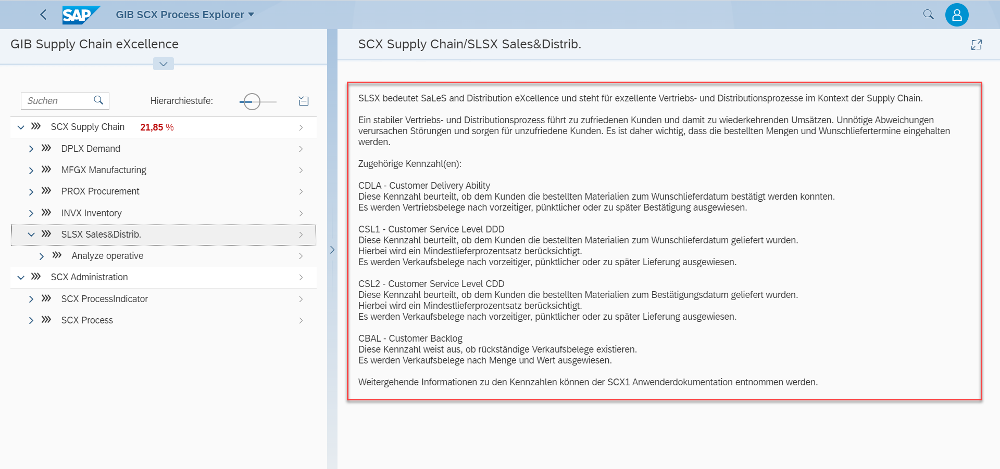 SAP
GIB SCX Process Explorer
GIB Supply Chain eXcellence
Suchen
Hierarchiestufe:
SCX Supply Chain 21,85 %
DPLX Demand
MFGX Manufacturing
PROX Procurement
INVX Inventory
SLSX Sales&Distrib.
Analyze operative
SCX Administration
SCX ProcessIndicator
SCX Process
SCX Supply Chain/SLSX Sales&Distrib.
SLSX bedeutet SaLeS and Distribution eXcellence und steht für exzellente Vertriebs- und Distributionsprozesse im Kontext der Supply Chain.
Ein stabiler Vertriebs- und Distributionsprozess führt zu zufriedenen Kunden und damit zu wiederkehrenden Umsätzen. Unnötige Abweichungen
verursachen Störungen und sorgen für unzufriedene Kunden. Es ist daher wichtig, dass die bestellten Mengen und Wunschliefertermine eingehalten
werden.
Zugehörige Kennzahl(en):
CDLA - Customer Delivery Ability
Diese Kennzahl beurteilt, ob dem Kunden die bestellten Materialien zum Wunschlieferdatum bestätigt werden konnten.
Es werden Vertriebsbelege nach vorzeitiger, pünktlicher oder zu später Bestätigung ausgewiesen.
CSL1 - Customer Service Level DDD
Diese Kennzahl beurteilt, ob dem Kunden die bestellten Materialien zum Wunschlieferdatum geliefert wurden.
Hierbei wird ein Mindestlieferprozentsatz berücksichtigt.
Es werden Verkaufsbelege nach vorzeitiger, pünktlicher oder zu später Lieferung ausgewiesen.
CSL2 - Customer Service Level CDD
Diese Kennzahl beurteilt, ob dem Kunden die bestellten Materialien zum Bestätigungsdatum geliefert wurden.
Hierbei wird ein Mindestlieferprozentsatz berücksichtigt.
Es werden Verkaufsbelege nach vorzeitiger, pünktlicher oder zu später Lieferung ausgewiesen.
CBAL - Customer Backlog
Diese Kennzahl weist aus, ob rückständige Verkaufsbelege existieren.
Es werden Verkaufsbelege nach Menge und Wert ausgewiesen.
Weitergehende Informationen zu den Kennzahlen können der SCX1 Anwenderdokumentation entnommen werden.